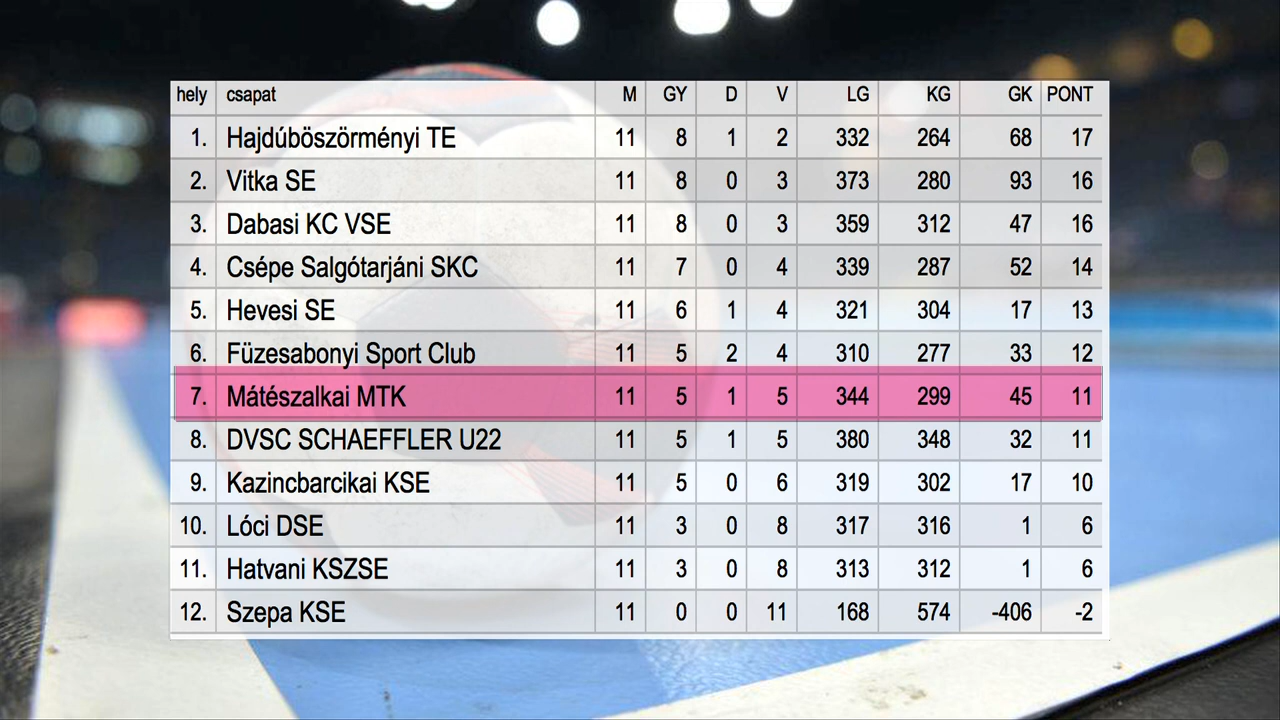 hely csapat M GY D V LG KG GK PONT
1. Hajdúböszörményi TE 11 8 1 2 332 264 68 17
2. Vitka SE 11 8 0 3 373 280 93 16
3. Dabasi KC VSE 11 8 0 3 359 312 47 16
4. Csépe Salgótarjáni SKC 11 7 0 4 339 287 52 14
5. Hevesi SE 11 6 1 4 321 304 17 13
6. Füzesabonyi Sport Club 11 5 2 4 310 277 33 12
7. Mátészalkai MTK 11 5 1 5 344 299 45 11
8. DVSC SCHAEFFLER U22 11 5 1 5 380 348 32 11
9. Kazincbarcikai KSE 11 5 0 6 319 302 17 10
10. Lóci DSE 11 3 0 8 317 316 1 6
11. Hatvani KSZSE 11 3 0 8 313 312 1 6
12. Szepa KSE 11 0 0 11 168 574 -406 -2